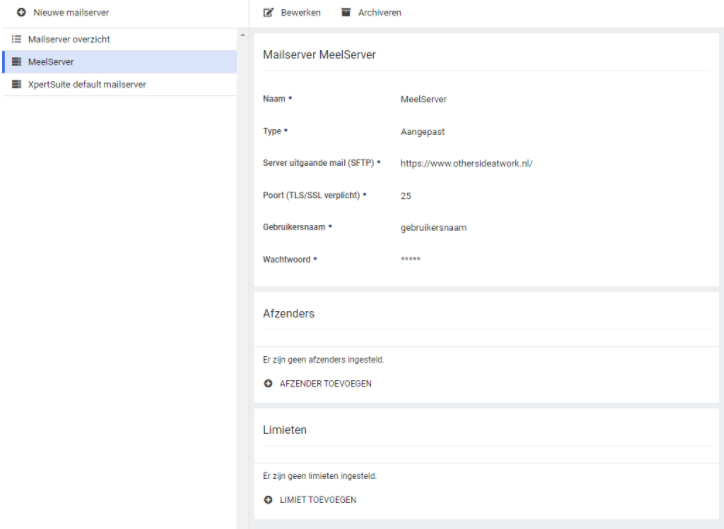 Nieuwe mailserver
Bewerken Archiveren
Mailserver overzicht
MeelServer
XpertSuite default mailserver
Mailserver MeelServer
Naam * MeelServer
Type * Aangepast
Server uitgaande mail (SFTP) * https://www.othersideatwork.nl/
Poort (TLS/SSL verplicht) * 25
Gebruikersnaam * gebruikersnaam
Wachtwoord * *****
Afzenders
Er zijn geen afzenders ingesteld.
AFZENDER TOEVOEGEN
Limieten
Er zijn geen limieten ingesteld.
LIMIET TOEVOEGEN